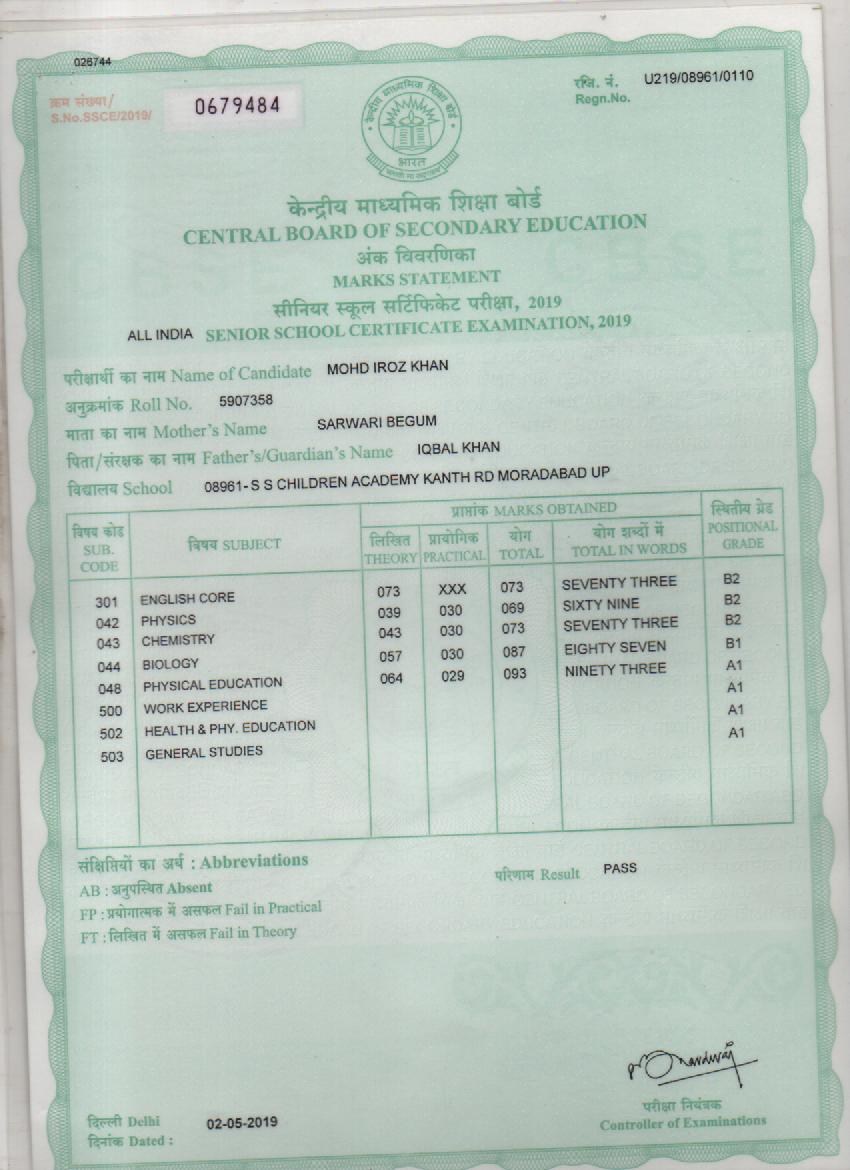 026744
क्रम संख्या/
S.No.SSCE/2019/ 0679484
रजि. नं. U219/08961/0110
Regn.No.
केन्द्रीय माध्यमिक शिक्षा बोर्ड
भारत
केन्द्रीय माध्यमिक शिक्षा बोर्ड
CENTRAL BOARD OF SECONDARY EDUCATION
अंक विवरणिका
MARKS STATEMENT
सीनियर स्कूल सर्टिफिकेट परीक्षा, 2019
ALL INDIA SENIOR SCHOOL CERTIFICATE EXAMINATION, 2019
परीक्षार्थी का नाम Name of Candidate MOHD IROZ KHAN
अनुक्रमांक Roll No. 5907358
माता का नाम Mother's Name SARWARI BEGUM
पिता/संरक्षक का नाम Father's/Guardian's Name IQBAL KHAN
विद्यालय School 08961- S S CHILDREN ACADEMY KANTH RD MORADABAD UP
विषय कोड SUB. CODE विषय SUBJECT प्राप्तांक MARKS OBTAINED स्थितीय ग्रेड POSITIONAL GRADE
लिखित THEORY प्रायोगिक PRACTICAL योग TOTAL योग शब्दों में TOTAL IN WORDS
301 ENGLISH CORE 073 XXX 073 SEVENTY THREE B2
042 PHYSICS 039 030 069 SIXTY NINE B2
043 CHEMISTRY 043 030 073 SEVENTY THREE B2
044 BIOLOGY 057 030 087 EIGHTY SEVEN B1
048 PHYSICAL EDUCATION 064 029 093 NINETY THREE A1
500 WORK EXPERIENCE A1
502 HEALTH & PHY. EDUCATION A1
503 GENERAL STUDIES A1
संक्षिप्तियों का अर्थ : Abbreviations
AB : अनुपस्थित Absent
FP : प्रयोगात्मक में असफल Fail in Practical
FT : लिखित में असफल Fail in Theory
परिणाम Result PASS
परीक्षा नियंत्रक
Controller of Examinations
दिल्ली Delhi
दिनांक Dated : 02-05-2019